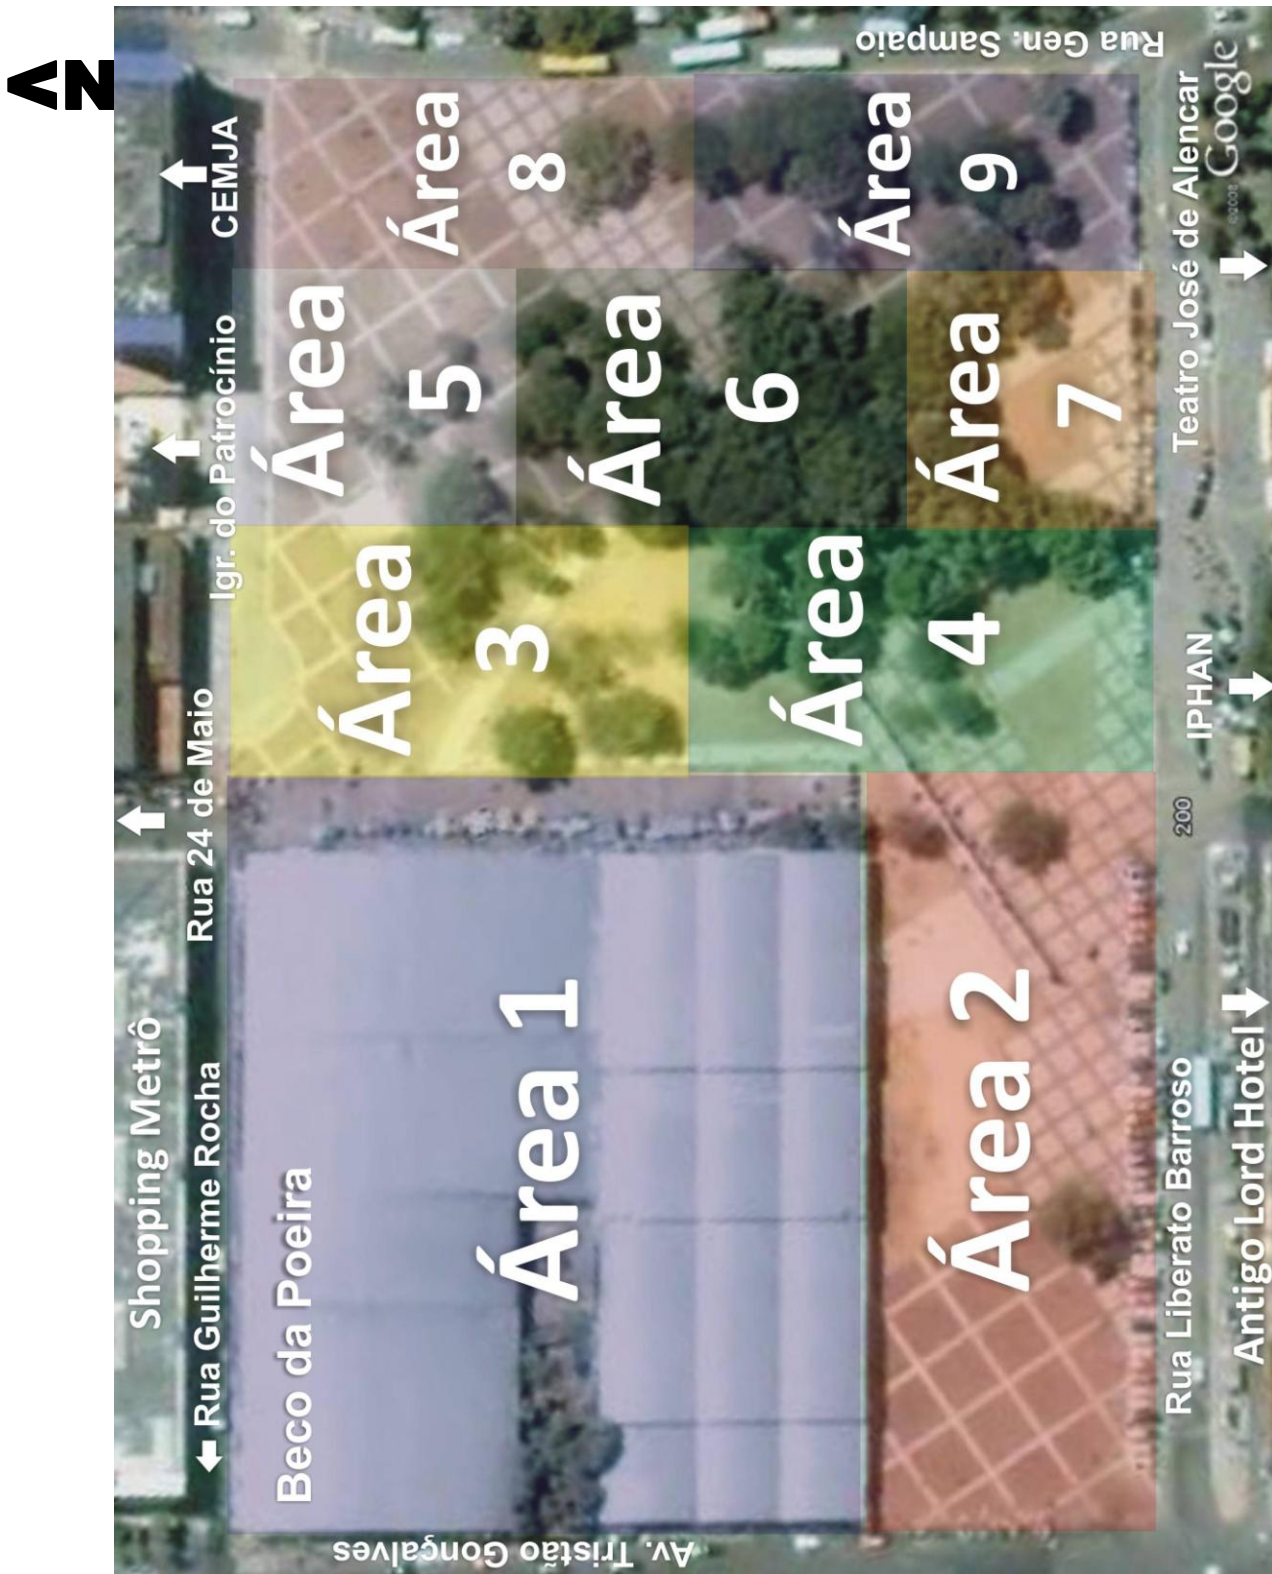 <N
Shopping Metrô
Rua Guilherme Rocha
Rua 24 de Maio
Igr. do Patrocínio
CEMJA
Beco da Poeira
Área 1
Área 2
Área
3
Área
4
Área
5
Área
6
Área
7
Área
8
Área
9
Av. Tristão Gonçalves
Rua Gen. Sampaio
Rua Liberato Barroso
200
IPHAN
Teatro José de Alencar
Antigo Lord Hotel
©2008 Google